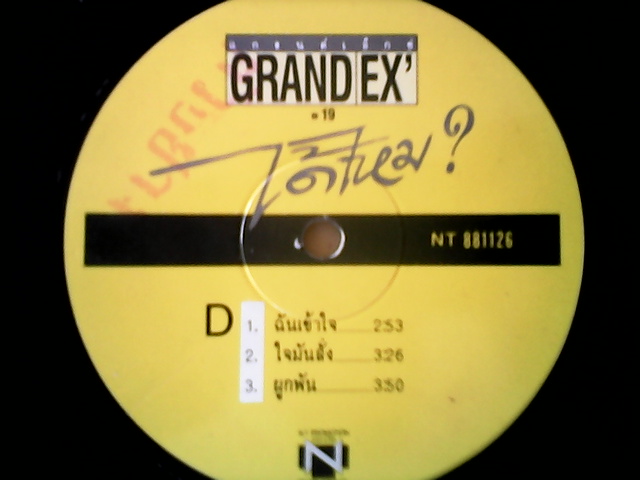 แกรนด์เอ็กซ์
GRAND EX'
19
ได้ไหม?
NT 881126
D
1. ฉันเข้าใจ 2:53
2. ใจมันสั่ง 3:26
3. ผูกพัน 3:50
N